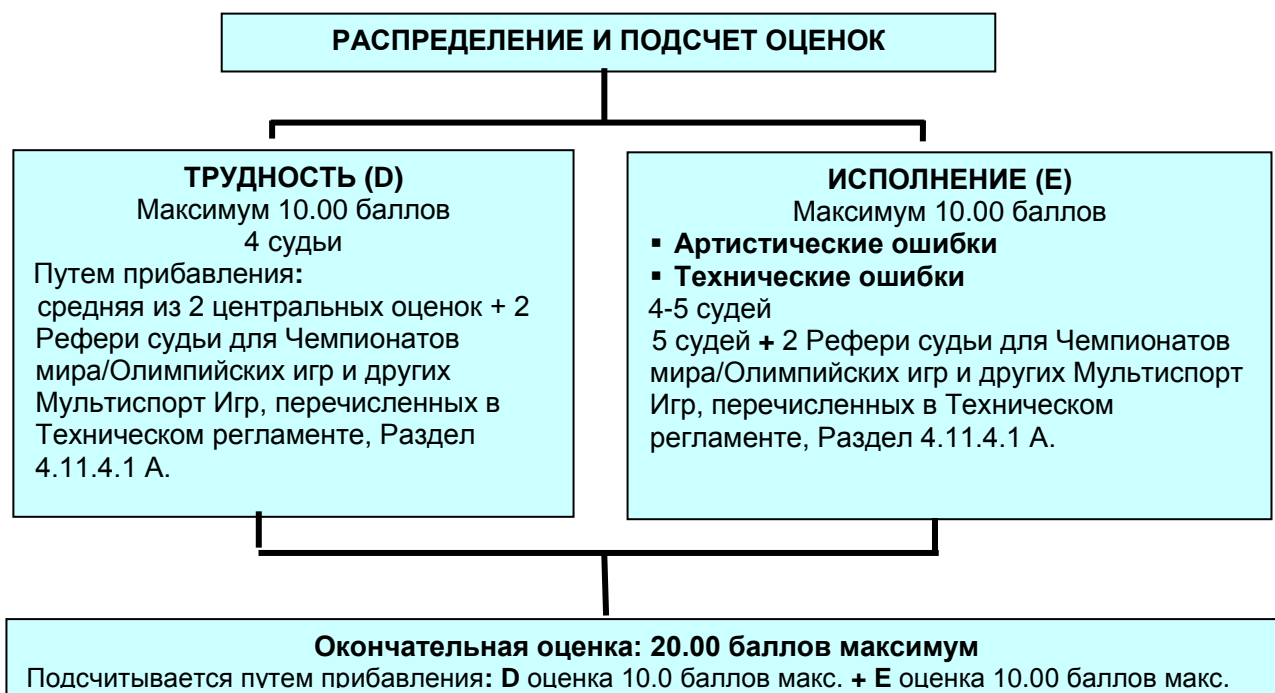 РАСПРЕДЕЛЕНИЕ И ПОДСЧЕТ ОЦЕНОК
ТРУДНОСТЬ (D)
Максимум 10.00 баллов
4 судьи
Путем прибавления:
средняя из 2 центральных оценок + 2
Рефери судьи для Чемпионатов
мира/Олимпийских игр и других
Мультиспорт Игр, перечисленных в
Техническом регламенте, Раздел
4.11.4.1 А.
ИСПОЛНЕНИЕ (E)
Максимум 10.00 баллов
▪ Артистические ошибки
▪ Технические ошибки
4-5 судей
5 судей + 2 Рефери судьи для Чемпионатов
мира/Олимпийских игр и других Мультиспорт
Игр, перечисленных в Техническом
регламенте, Раздел 4.11.4.1 А.
Окончательная оценка: 20.00 баллов максимум
Подсчитывается путем прибавления: D оценка 10.0 баллов макс. + E оценка 10.00 баллов макс.